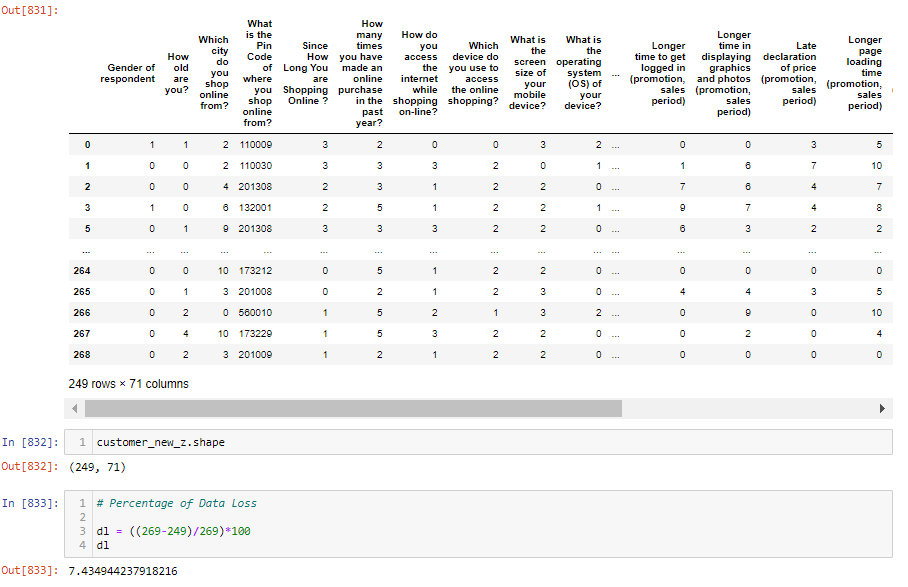 Out[831]:
Gender of respondent How old are you? Which city do you shop online from? What is the Pin Code of where you shop online from? Since How Long You are Shopping Online ? How many times you have made an online purchase in the past year? How do you access the internet while shopping on-line? Which device do you use to access the online shopping? What is the screen size of your mobile device? What is the operating system (OS) of your device? ... Longer time to get logged in (promotion, sales period) Longer time in displaying graphics and photos (promotion, sales period) Late declaration of price (promotion, sales period) Longer page loading time (promotion, sales period)
0 1 1 2 110009 3 2 0 0 3 2 ... 0 0 3 5
1 0 0 2 110030 3 3 3 2 0 1 ... 1 6 7 10
2 0 0 4 201308 2 3 1 2 2 0 ... 7 6 4 7
3 1 0 6 132001 2 5 1 2 2 1 ... 9 7 4 8
5 0 1 9 201308 3 3 3 2 2 0 ... 6 3 2 2
... ... ... ... ... ... ... ... ... ... ... ... ... ... ... ...
264 0 0 10 173212 0 5 1 2 2 0 ... 0 0 0 0
265 0 1 3 201008 0 2 1 2 3 0 ... 4 4 3 5
266 0 2 0 560010 1 5 2 1 3 2 ... 0 9 0 10
267 0 4 10 173229 1 5 3 2 2 0 ... 0 2 0 4
268 0 2 3 201009 1 2 1 2 2 0 ... 0 0 0 0
249 rows × 71 columns
In [832]: 1 customer_new_z.shape
Out[832]: (249, 71)
In [833]: 1 # Percentage of Data Loss
2
3 dl = ((269-249)/269)*100
4 dl
Out[833]: 7.434944237918216